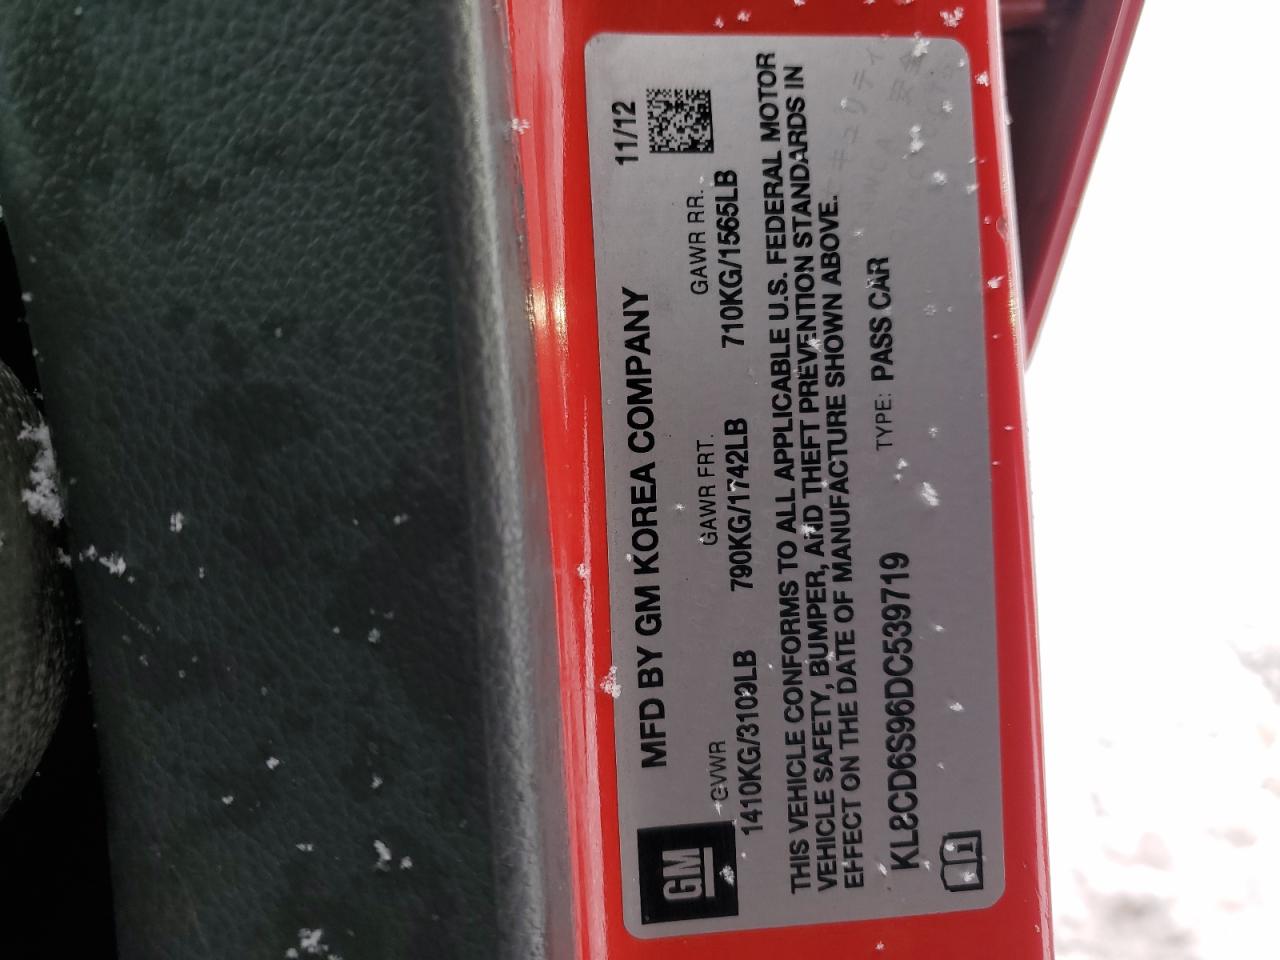 GM
MFD BY GM KOREA COMPANY
11/12
GVWR
GAWR FRT.
GAWR RR.
1410KG/3109LB
790KG/1742LB
710KG/1565LB
THIS VEHICLE CONFORMS TO ALL APPLICABLE U.S. FEDERAL MOTOR
VEHICLE SAFETY, BUMPER, AND THEFT PREVENTION STANDARDS IN
EFFECT ON THE DATE OF MANUFACTURE SHOWN ABOVE.
KL8CD6S96DC539719
TYPE: PASS CAR